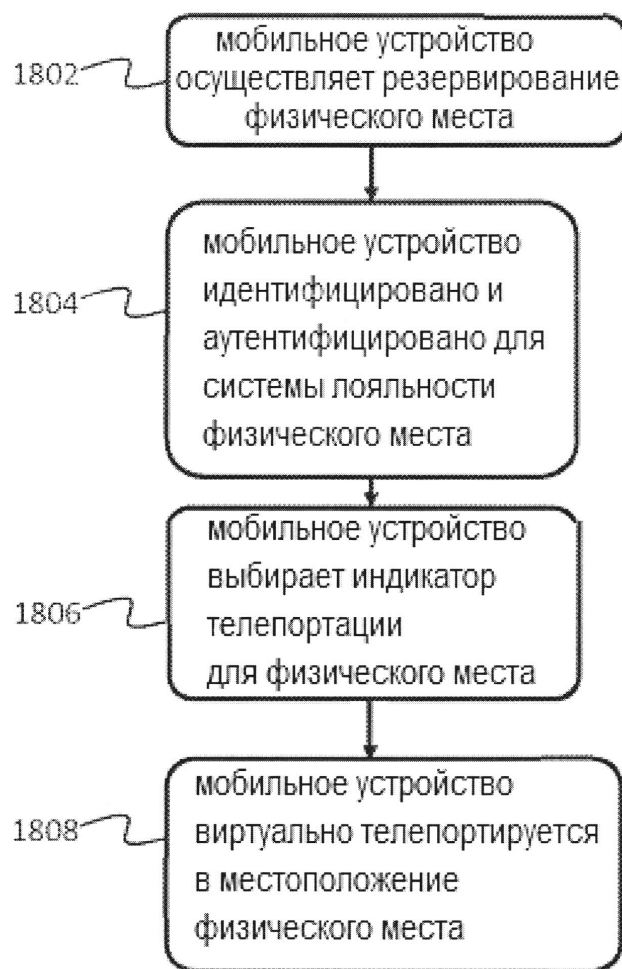 мобильное устройство
1802
осуществляет резервирование
физического места
мобильное устройство
идентифицировано и
1804
аутентифицировано для
системы лояльности
физического места
мобильное устройство
выбирает индикатор
1806
телепортации
для физического места
мобильное устройство
1808
виртуально телепортируется
в местоположение
физического места